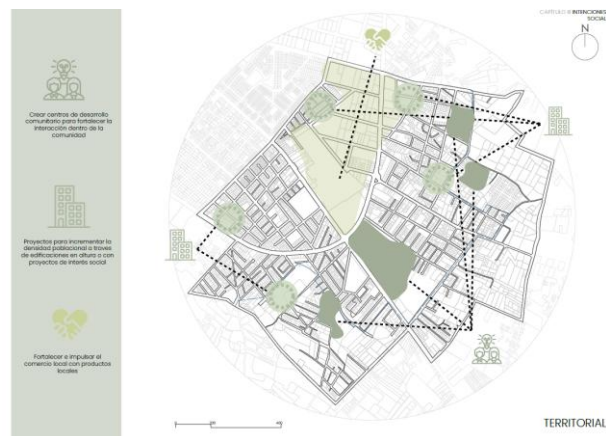 CAPÍTULO III: INTENCIONES
SOCIAL
N
Crear centros de desarrollo
comunitario para fortalecer la
interacción dentro de la
comunidad
Proyectos para incrementar la
densidad poblacional a traves
de edificaciones en altura o con
proyectos de interés social
Fortalecer e impulsar el
comercio local con productos
locales
TERRITORIAL